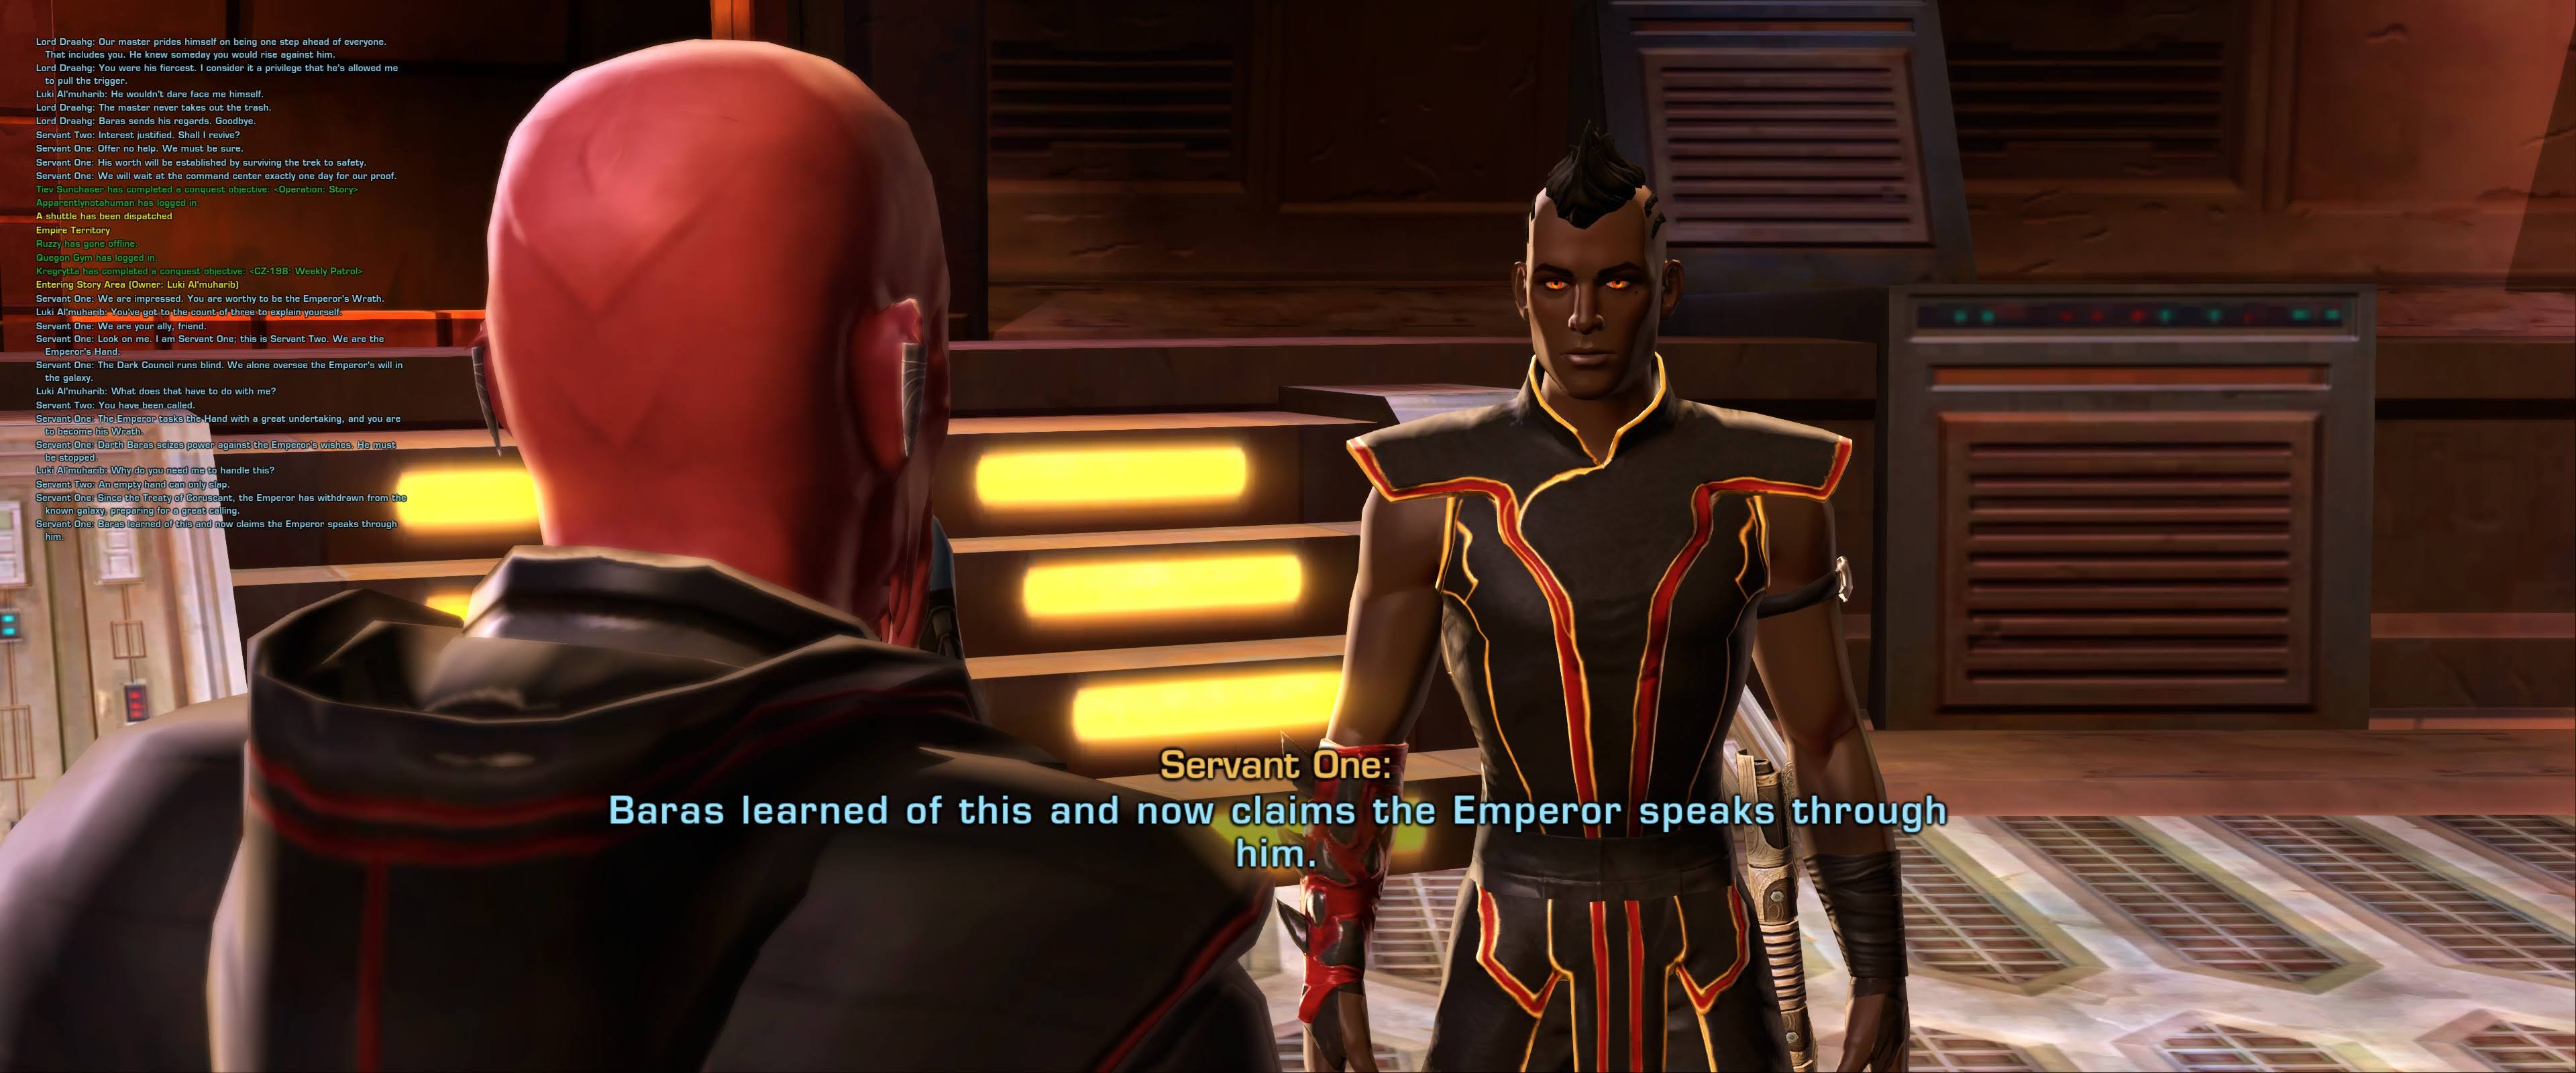 Lord Draahg: Our master prides himself on being one step ahead of everyone.
That includes you. He knew someday you would rise against him.
Lord Draahg: You were his fiercest. I consider it a privilege that he's allowed me
to pull the trigger.
Luki Al'muharib: He wouldn't dare face me himself.
Lord Draahg: The master never takes out the trash.
Lord Draahg: Baras sends his regards. Goodbye.
Servant Two: Interest justified. Shall I revive?
Servant One: Offer no help. We must be sure.
Servant One: His worth will be established by surviving the trek to safety.
Servant One: We will wait at the command center exactly one day for our proof.
Tiev Sunchaser has completed a conquest objective: <Operation: Story>
Apparentlynotahuman has logged in.
A shuttle has been dispatched
Empire Territory
Ruzzy has gone offline.
Quegon Gym has logged in.
Kregrytta has completed a conquest objective: <CZ-198: Weekly Patrol>
Entering Story Area (Owner: Luki Al'muharib)
Servant One: We are impressed. You are worthy to be the Emperor's Wrath.
Luki Al'muharib: You've got to the count of three to explain yourself.
Servant One: We are your ally, friend.
Servant One: Look on me. I am Servant One; this is Servant Two. We are the
Emperor's Hand.
Servant One: The Dark Council runs blind. We alone oversee the Emperor's will in
the galaxy.
Luki Al'muharib: What does that have to do with me?
Servant Two: You have been called.
Servant One: The Emperor tasks the Hand with a great undertaking, and you are
to become his Wrath.
Servant One: Darth Baras seizes power against the Emperor's wishes. He must
be stopped.
Luki Al'muharib: Why do you need me to handle this?
Servant Two: An empty hand can only slap.
Servant One: Since the Treaty of Coruscant, the Emperor has withdrawn from the
known galaxy, preparing for a great calling.
Servant One: Baras learned of this and now claims the Emperor speaks through
him.
Servant One:
Baras learned of this and now claims the Emperor speaks through
him.